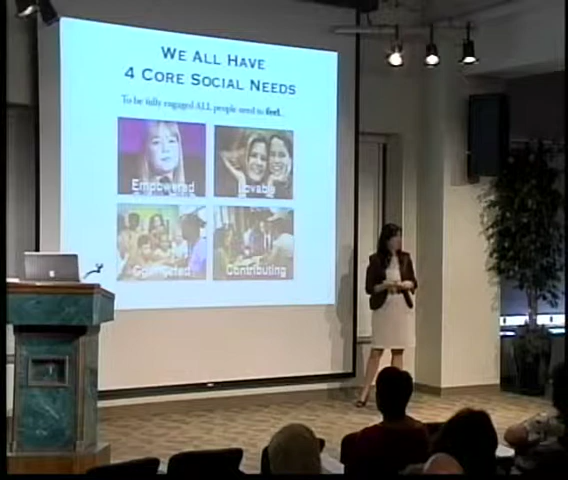 WE ALL HAVE
4 CORE SOCIAL NEEDS
To be fully engaged ALL people need to feel.
Empowered
Lovable
Connected
Contributing